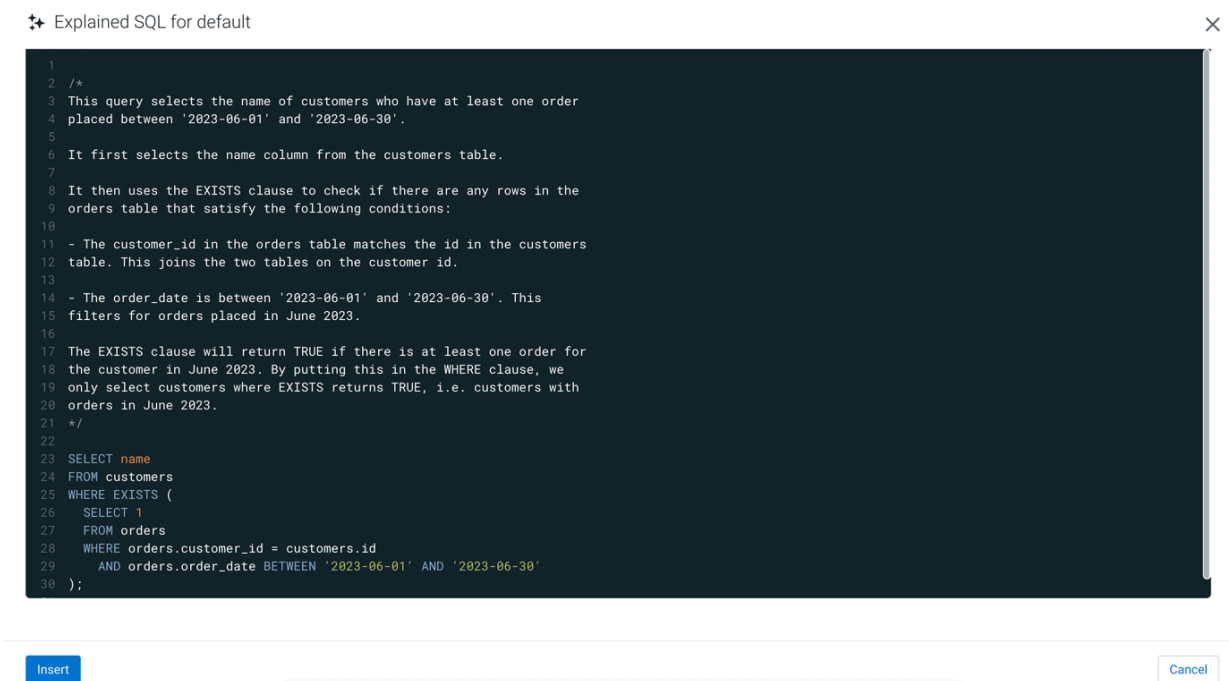 Explained SQL for default
1
2 /*
3 This query selects the name of customers who have at least one order
4 placed between '2023-06-01' and '2023-06-30'.
5
6 It first selects the name column from the customers table.
7
8 It then uses the EXISTS clause to check if there are any rows in the
9 orders table that satisfy the following conditions:
10
11 - The customer_id in the orders table matches the id in the customers
12 table. This joins the two tables on the customer id.
13
14 - The order_date is between '2023-06-01' and '2023-06-30'. This
15 filters for orders placed in June 2023.
16
17 The EXISTS clause will return TRUE if there is at least one order for
18 the customer in June 2023. By putting this in the WHERE clause, we
19 only select customers where EXISTS returns TRUE, i.e. customers with
20 orders in June 2023.
21 */
22
23 SELECT name
24 FROM customers
25 WHERE EXISTS (
26   SELECT 1
27   FROM orders
28   WHERE orders.customer_id = customers.id
29     AND orders.order_date BETWEEN '2023-06-01' AND '2023-06-30'
30 );
Insert
Cancel